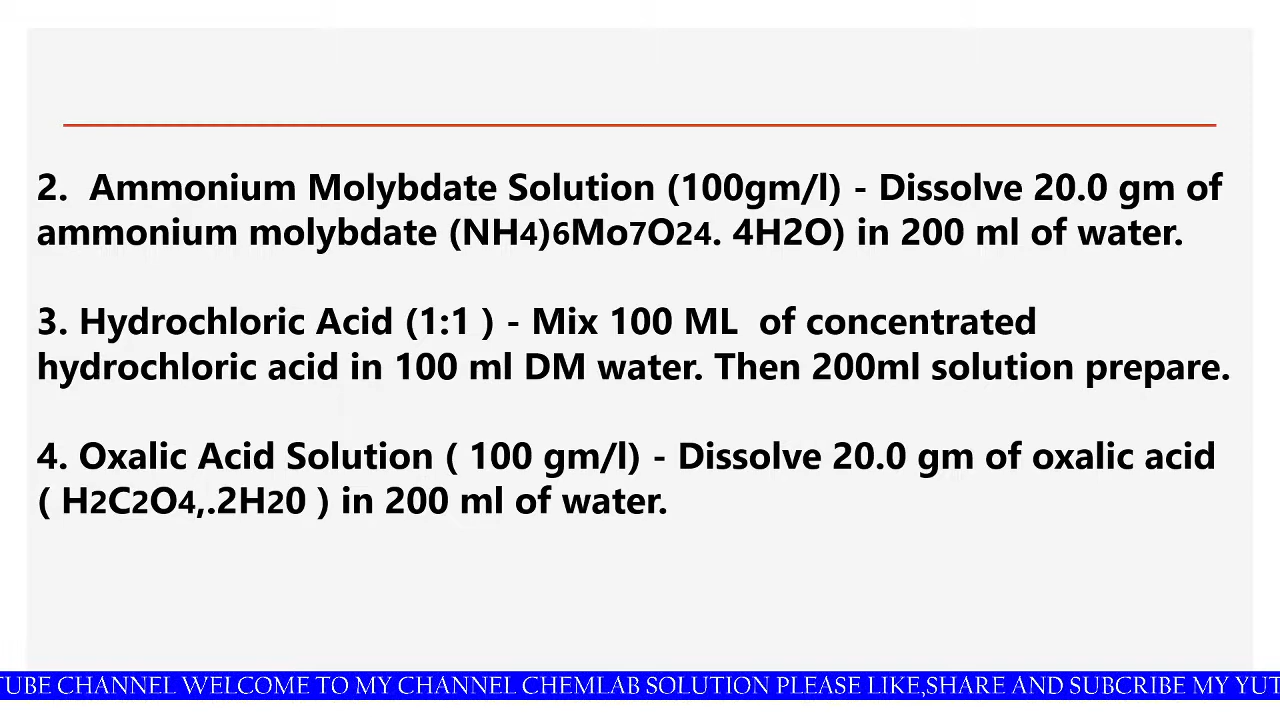 2.  Ammonium Molybdate Solution (100gm/l) - Dissolve 20.0 gm of
ammonium molybdate (NH4)6Mo7O24. 4H2O) in 200 ml of water.
3. Hydrochloric Acid (1:1 ) - Mix 100 ML  of concentrated
hydrochloric acid in 100 ml DM water. Then 200ml solution prepare.
4. Oxalic Acid Solution ( 100 gm/l) - Dissolve 20.0 gm of oxalic acid
( H2C2O4,.2H20 ) in 200 ml of water.
TUBE CHANNEL WELCOME TO MY CHANNEL CHEMLAB SOLUTION PLEASE LIKE,SHARE AND SUBCRIBE MY YUT